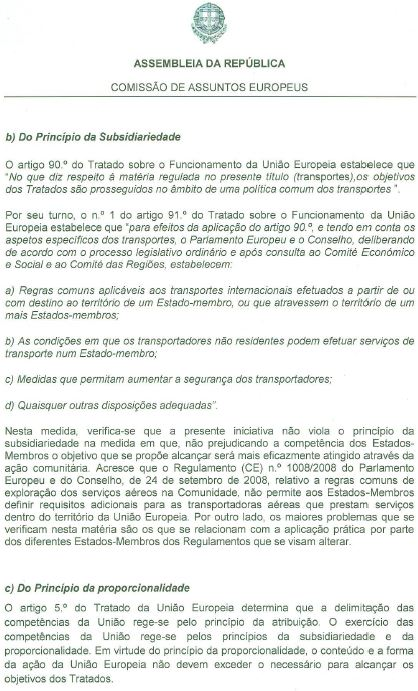 ASSEMBLEIA DA REPÚBLICA
COMISSÃO DE ASSUNTOS EUROPEUS
b) Do Princípio da Subsidiariedade
O artigo 90.º do Tratado sobre o Funcionamento da União Europeia estabelece que
"No que diz respeito á matéria regulada no presente título (transportes),os objetivos
dos Tratados são prosseguidos no âmbito de uma política comum dos transportes ".
Por seu turno, o n.º 1 do artigo 91.º do Tratado sobre o Funcionamento da União
Europeia estabelece que "para efeitos da aplicação do artigo 90.º, e tendo em conta os
aspetos específicos dos transportes, o Parlamento Europeu e o Conselho, deliberando
de acordo com o processo legislativo ordinário e após consulta ao Comité Económico
e Social e ao Comité das Regiões, estabelecem:
a) Regras comuns aplicáveis aos transportes internacionais efetuados a partir de ou
com destino ao território de um Estado-membro, ou que atravessem o território de um
mais Estados-membros;
b) As condições em que os transportadores não residentes podem efetuar serviços de
transporte num Estado-membro;
c) Medidas que permitam aumentar a segurança dos transportadores;
d) Quaisquer outras disposições adequadas".
Nesta medida, verifica-se que a presente iniciativa não viola o princípio da
subsidiariedade na medida em que, não prejudicando a competência dos Estados-
Membros o objetivo que se propõe alcançar será mais eficazmente atingido através da
ação comunitária. Acresce que o Regulamento (CE) n.º 1008/2008 do Parlamento
Europeu e do Conselho, de 24 de setembro de 2008, relativo a regras comuns de
exploração dos serviços aéreos na Comunidade, não permite aos Estados-Membros
definir requisitos adicionais para as transportadoras aéreas que prestam serviços
dentro do território da União Europeia. Por outro lado, os maiores problemas que se
verificam nesta matéria são os que se relacionam com a aplicação prática por parte
dos diferentes Estados-Membros dos Regulamentos que se visam alterar.
c) Do Princípio da proporcionalidade
O artigo 5.º do Tratado da União Europeia determina que a delimitação das
competências da União rege-se pelo princípio da atribuição. O exercício das
competências da União rege-se pelos princípios da subsidiariedade e da
proporcionalidade. Em virtude do princípio da proporcionalidade, o conteúdo e a forma
da ação da União Europeia não devem exceder o necessário para alcançar os
objetivos dos Tratados.